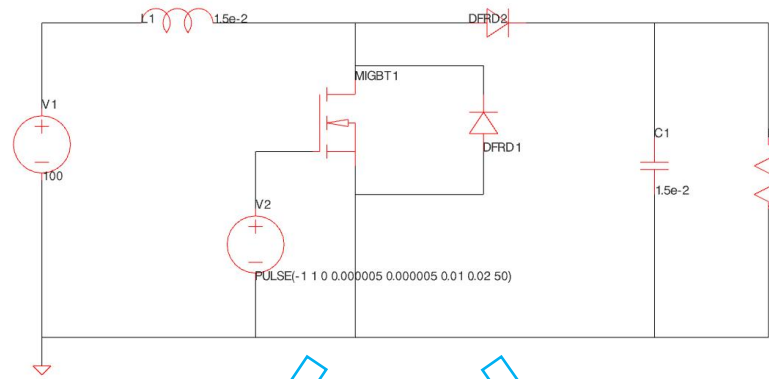 L1 1.5e-2 DFRD2
MIGBT1
V1
100
DFRD1
C1
1.5e-2
V2
PULSE(-1 1 0 0.000005 0.000005 0.01 0.02 50)